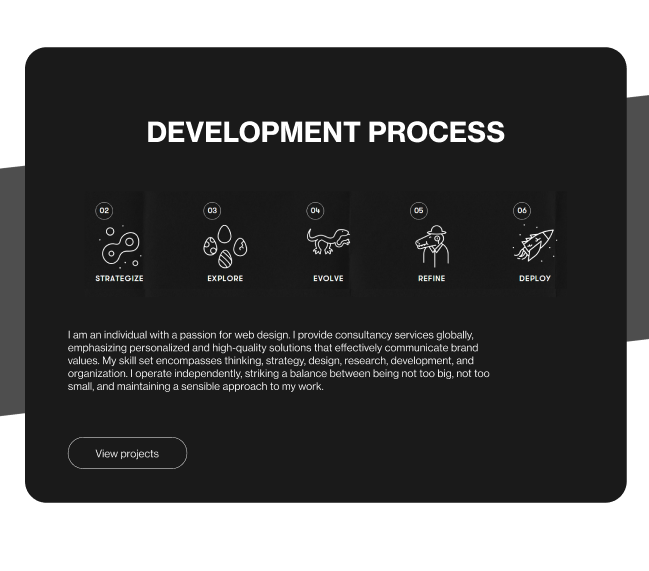 DEVELOPMENT PROCESS
02 03 04 05 06
STRATEGIZE EXPLORE EVOLVE REFINE DEPLOY
I am an individual with a passion for web design. I provide consultancy services globally,
emphasizing personalized and high-quality solutions that effectively communicate brand
values. My skill set encompasses thinking, strategy, design, research, development, and
organization. I operate independently, striking a balance between being not too big, not too
small, and maintaining a sensible approach to my work.
View projects